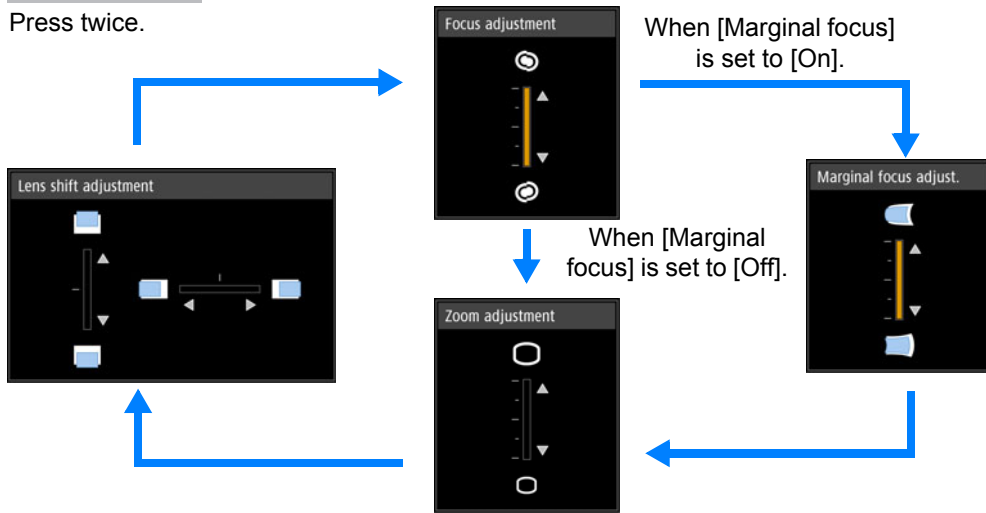 Press twice.
Focus adjustment
When [Marginal focus]
is set to [On].
Lens shift adjustment
Marginal focus adjust.
When [Marginal
focus] is set to [Off].
Zoom adjustment